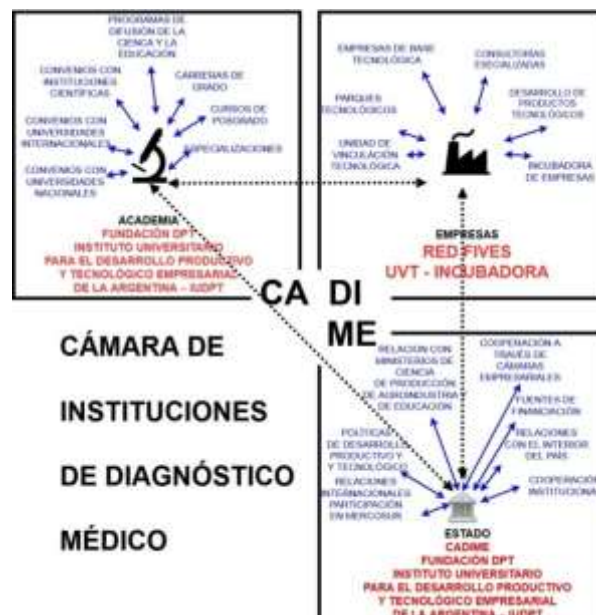 PROGRAMAS DE
DIFUSIÓN DE LA
CIENCA Y LA
EDUCACIÓN
CONVENIOS CON
INSTITUCIONES
CIENTÍFICAS
CARRERAS DE
GRADO
CURSOS DE
POSGRADO
CONVENIOS CON
UNIVERSIDADES
INTERNACIONALES
ESPECIALIZACIONES
CONVENIOS CON
UNIVERSIDADES
NACIONALES
ACADEMIA
FUNDACIÓN DPT
INSTITUTO UNIVERSITARIO
PARA EL DESARROLLO PRODUCTIVO
Y TECNOLÓGICO EMPRESARIAL
DE LA ARGENTINA - IUDPT
EMPRESAS DE BASE
TECNOLÓGICA
CONSULTORÍAS
ESECIALIZADAS
PARQUES
TECNOLÓGICOS
DESARROLLO DE
PRODUCTOS
TECNOLÓGICOS
UNIDAD DE
VINCULACIÓN
TECNOLÓGICA
INCUBADORA
DE EMPRESAS
EMPRESAS
RED FIVES
UVT - INCUBADORA
CA DI
ME
CÁMARA DE
INSTITUCIONES
DE DIAGNÓSTICO
MÉDICO
RELACIÓN CON
MINISTERIOS DE
CIENCIA
DE PRODUCCIÓN
DE AGROINDUSTRIA Y
DE EDUCACIÓN
COOPERACIÓN A
TRAVÉS DE
CÁMARAS
EMPRESARIALES
FUENTES DE
FINANCIACIÓN
POLÍTICAS
DE DESARROLLO
PRODUCTIVO Y
Y TECNOLÓGICO
RELACIONES
CON EL INTERIOR
DEL PAÍS
RELACIONES
INTERNACIONALES
PARTICIPACIÓN
EN MERCOSUR
COOPERACIÓN
INSTITUCIONA
ESTADO
CADIME
FUNDACIÓN DPT
INSTITUTO UNIVERSITARIO
PARA EL DESARROLLO PRODUCTIVO
Y TECNOLÓGICO EMPRESARIAL
DE LA ARGENTINA - IUDPT